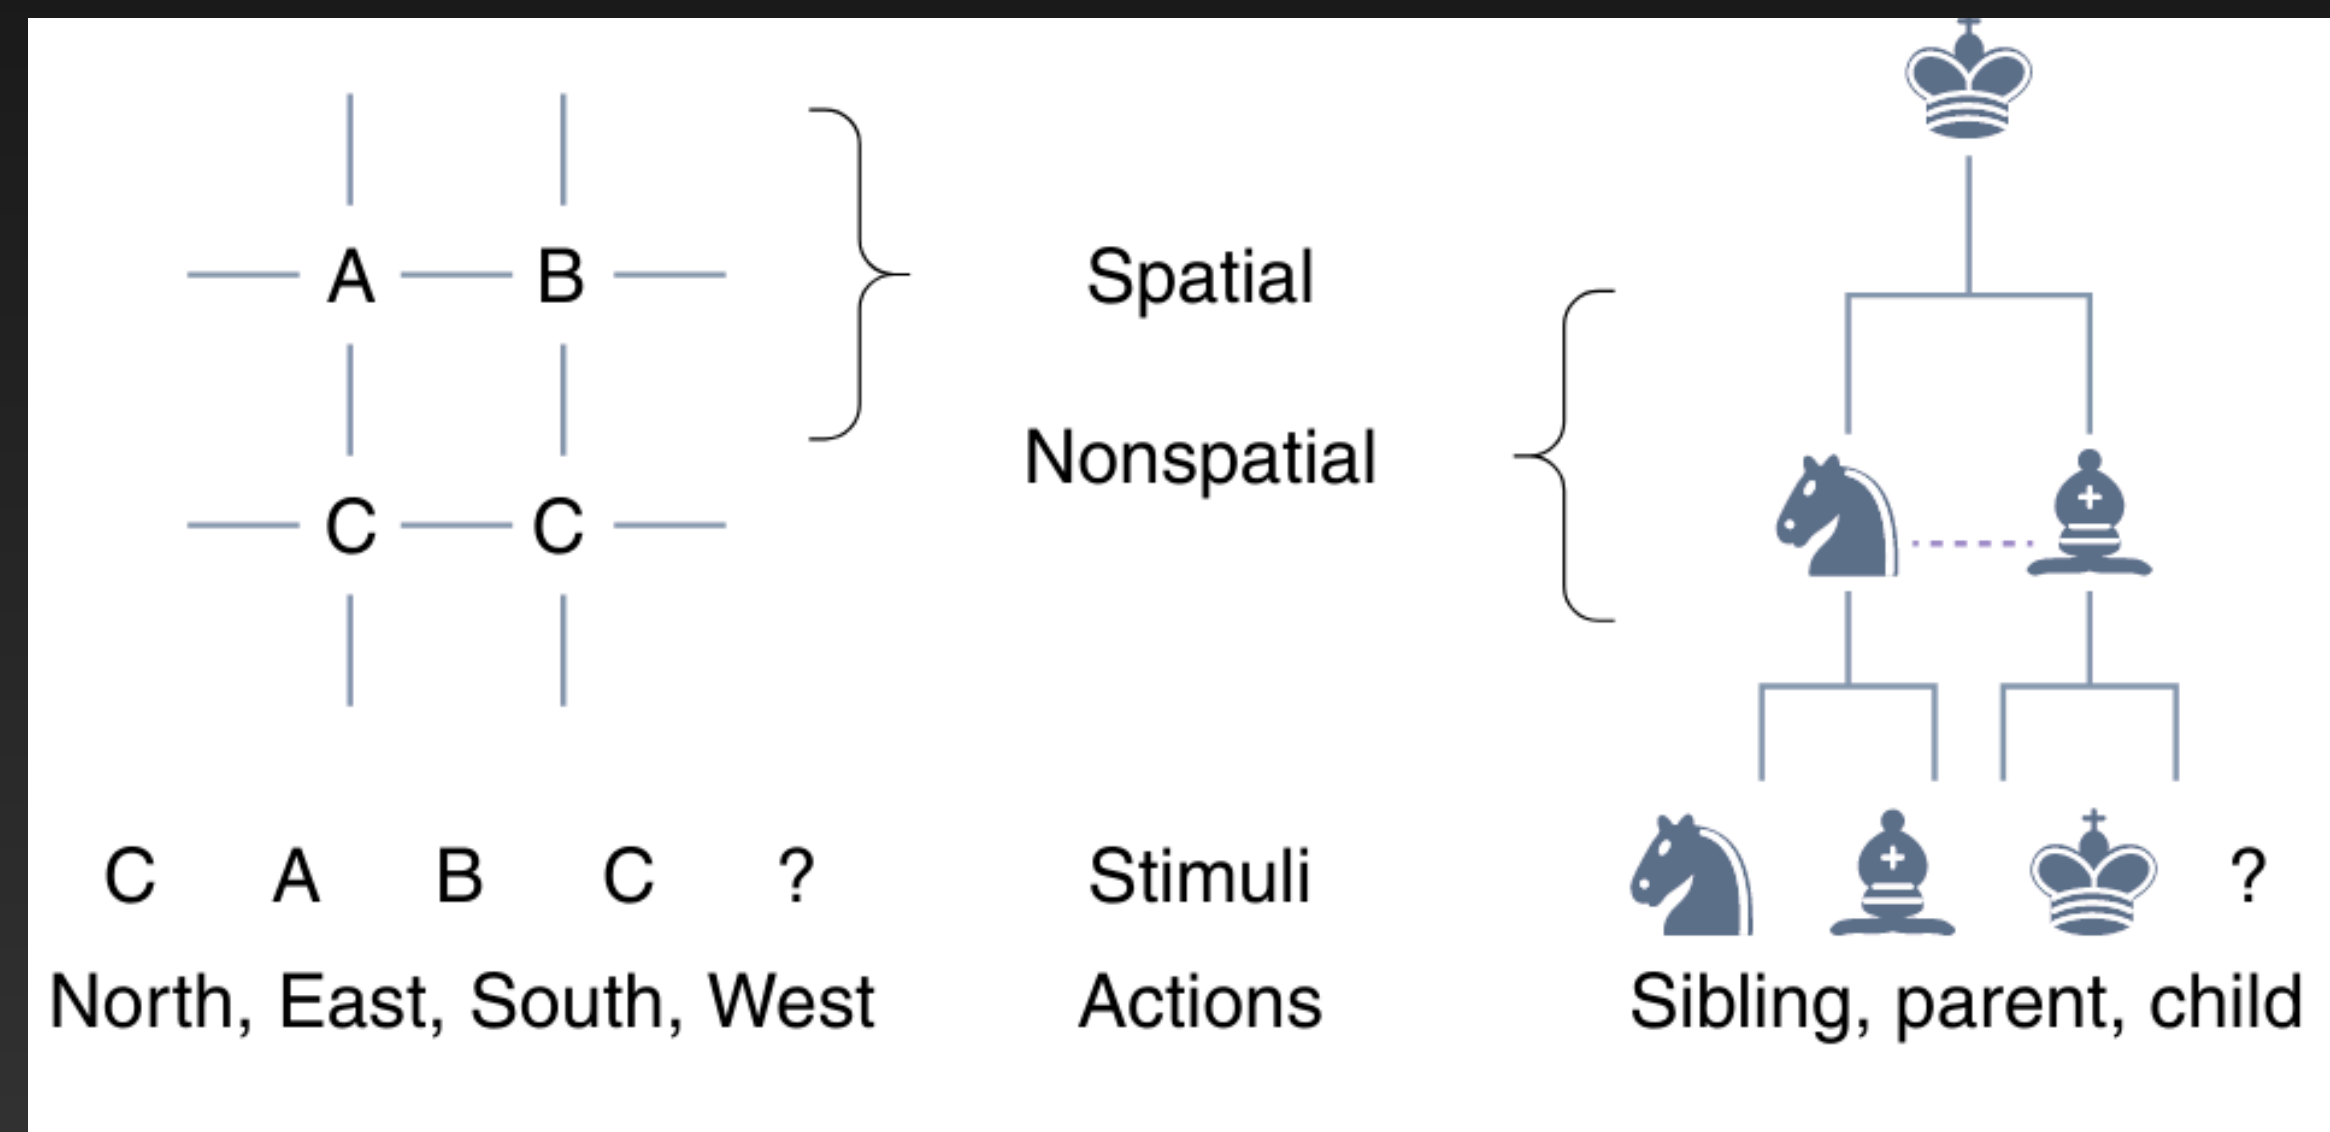 A B
Spatial
Nonspatial
C C
C A B C ? Stimuli ?
North, East, South, West Actions Sibling, parent, child